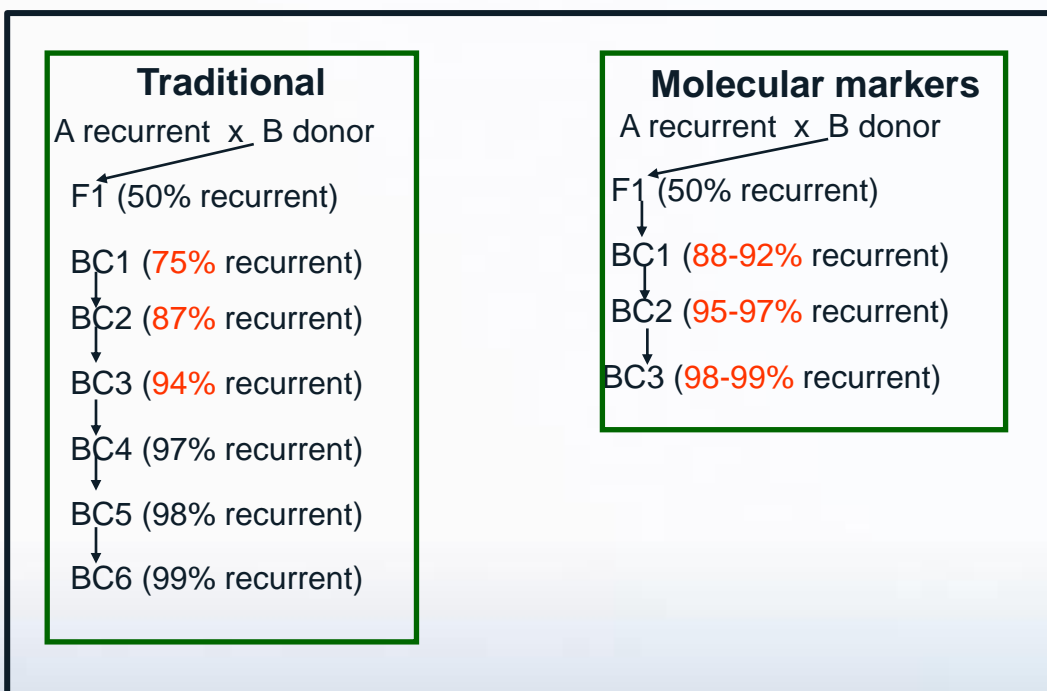 Traditional
A recurrent x B donor
F1 (50% recurrent)
BC1 (75% recurrent)
BC2 (87% recurrent)
BC3 (94% recurrent)
BC4 (97% recurrent)
BC5 (98% recurrent)
BC6 (99% recurrent)
Molecular markers
A recurrent x B donor
F1 (50% recurrent)
BC1 (88-92% recurrent)
BC2 (95-97% recurrent)
BC3 (98-99% recurrent)